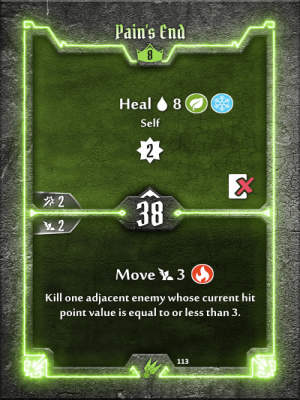 Pain's End
8
Heal 8
Self
2
2
38
2
Move 3
Kill one adjacent enemy whose current hit
point value is equal to or less than 3.
113